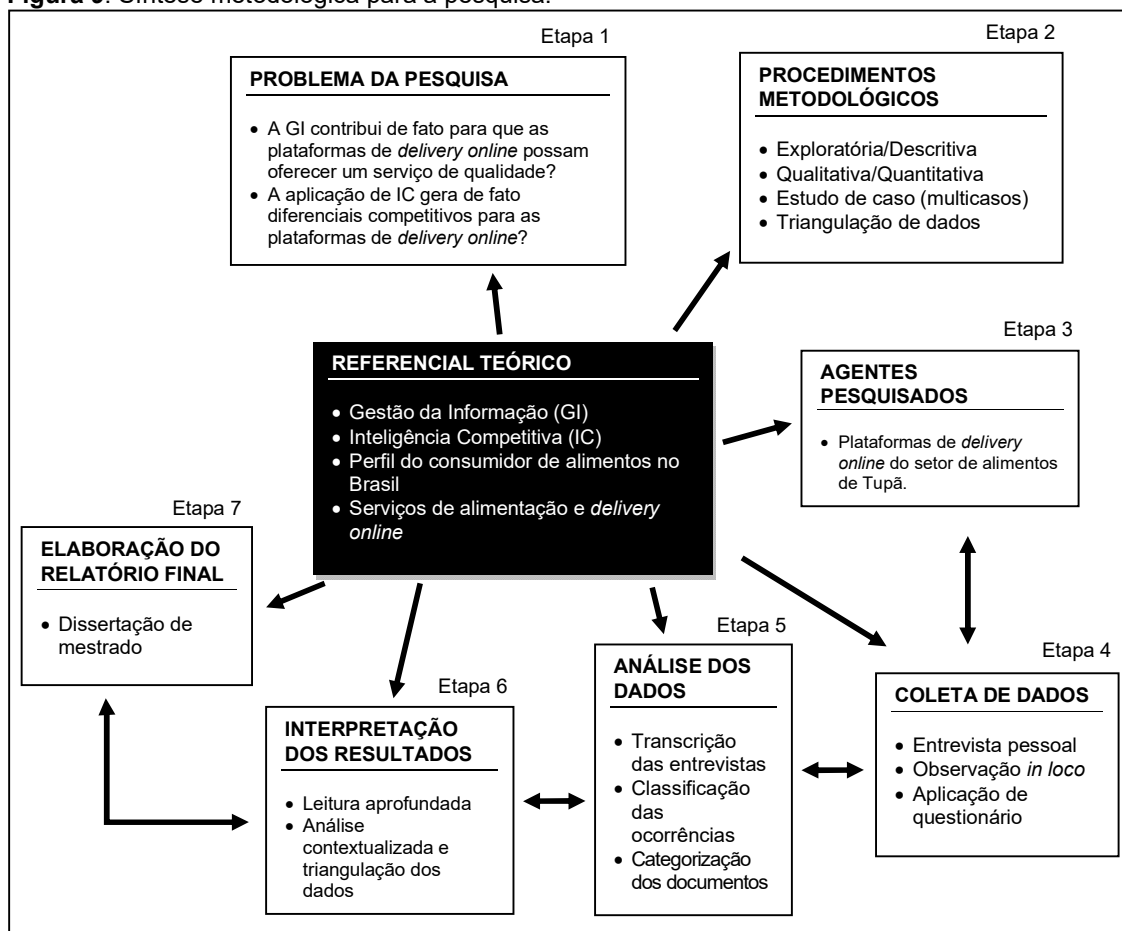 Etapa 1
PROBLEMA DA PESQUISA
• A GI contribui de fato para que as
plataformas de delivery online possam
oferecer um serviço de qualidade?
• A aplicação de IC gera de fato
diferenciais competitivos para as
plataformas de delivery online?
Etapa 2
PROCEDIMENTOS
METODOLÓGICOS
• Exploratória/Descritiva
• Qualitativa/Quantitativa
• Estudo de caso (multicasos)
• Triangulação de dados
REFERENCIAL TEÓRICO
• Gestão da Informação (GI)
• Inteligência Competitiva (IC)
• Perfil do consumidor de alimentos no
Brasil
• Serviços de alimentação e delivery
online
Etapa 3
AGENTES
PESQUISADOS
• Plataformas de delivery
online do setor de alimentos
de Tupã.
Etapa 4
COLETA DE DADOS
• Entrevista pessoal
• Observação in loco
• Aplicação de
questionário
Etapa 5
ANÁLISE DOS
DADOS
• Transcrição
das entrevistas
• Classificação
das
ocorrências
• Categorização
dos documentos
Etapa 6
INTERPRETAÇÃO
DOS RESULTADOS
• Leitura aprofundada
• Análise
contextualizada e
triangulação dos
dados
Etapa 7
ELABORAÇÃO DO
RELATÓRIO FINAL
• Dissertação de
mestrado